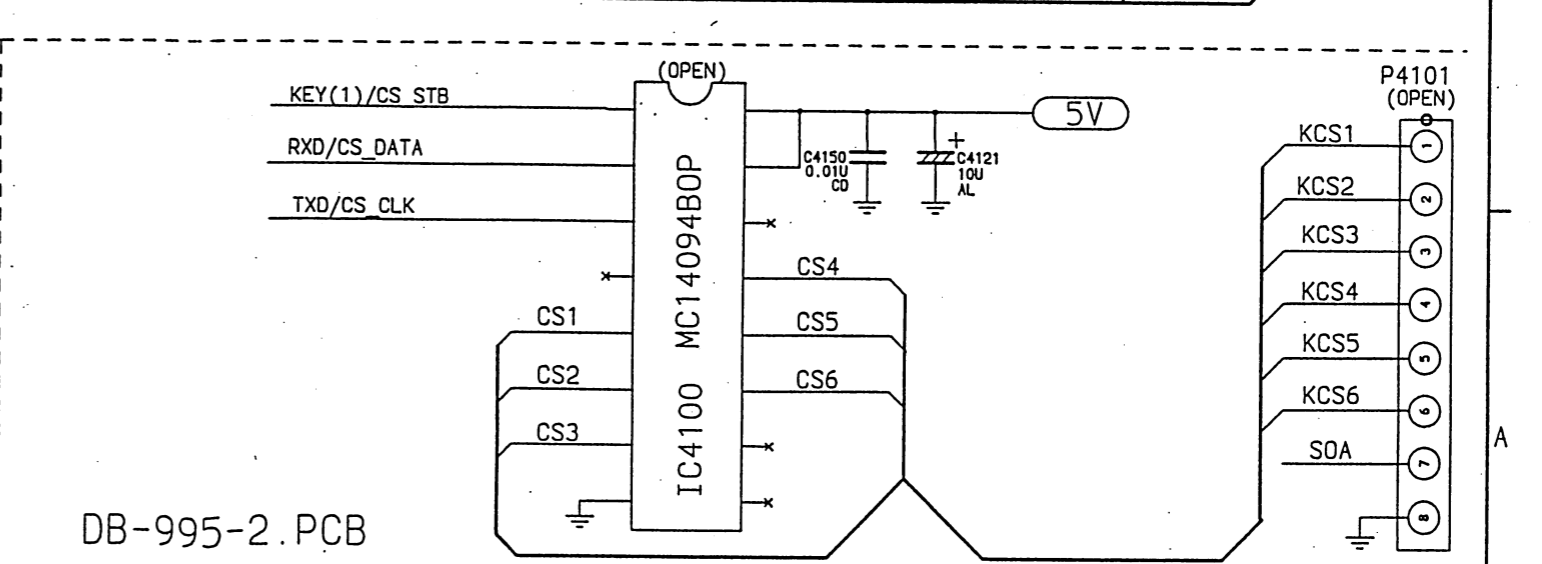 (OPEN)
KEY(1)/CS_STB
RXD/CS_DATA
TXD/CS_CLK
CS1
CS2
CS3
IC4100 MC14094BOP
5V
C4150
0.01U
CD
+
C4121
10U
AL
CS4
CS5
CS6
P4101
(OPEN)
KCS1
1
KCS2
2
KCS3
3
KCS4
4
KCS5
5
KCS6
6
SOA
7
8
A
DB-995-2.PCB